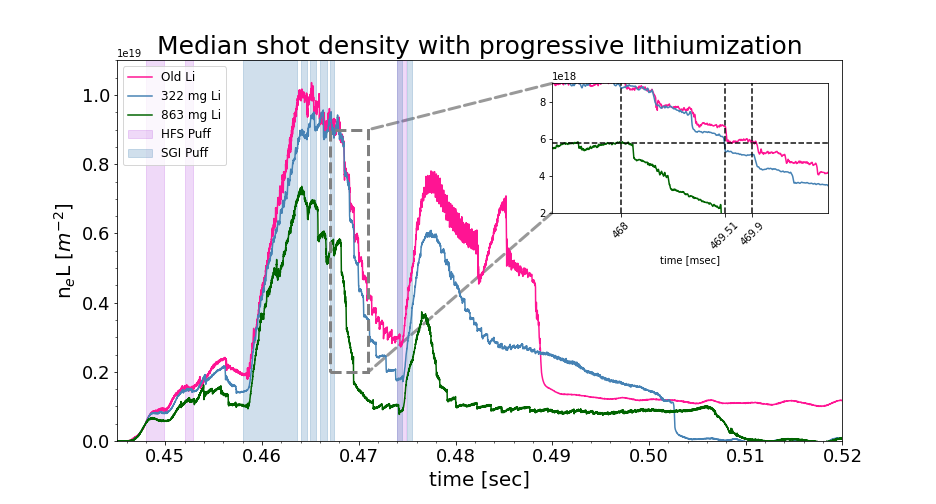 Median shot density with progressive lithiumization
1e19
Old Li
322 mg Li
863 mg Li
HFS Puff
SGI Puff
1e18
8
6
4
2
468
469.51
469.9
time [msec]
1.0
0.8
0.6
0.4
0.2
0.0
nₑL [m⁻²]
0.45 0.46 0.47 0.48 0.49 0.50 0.51 0.52
time [sec]